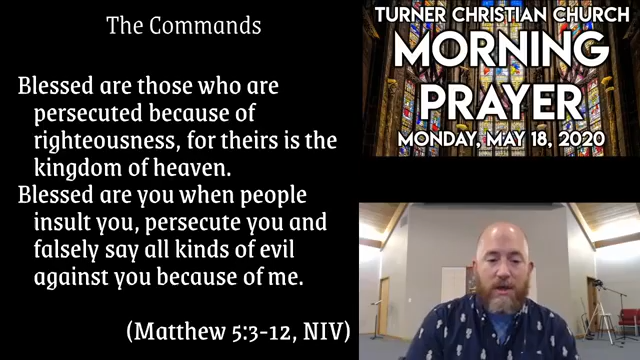 The Commands
Blessed are those who are
persecuted because of
righteousness, for theirs is the
kingdom of heaven.
Blessed are you when people
insult you, persecute you and
falsely say all kinds of evil
against you because of me.
(Matthew 5:3-12, NIV)
TURNER CHRISTIAN CHURCH
MORNING
PRAYER
MONDAY, MAY 18, 2020